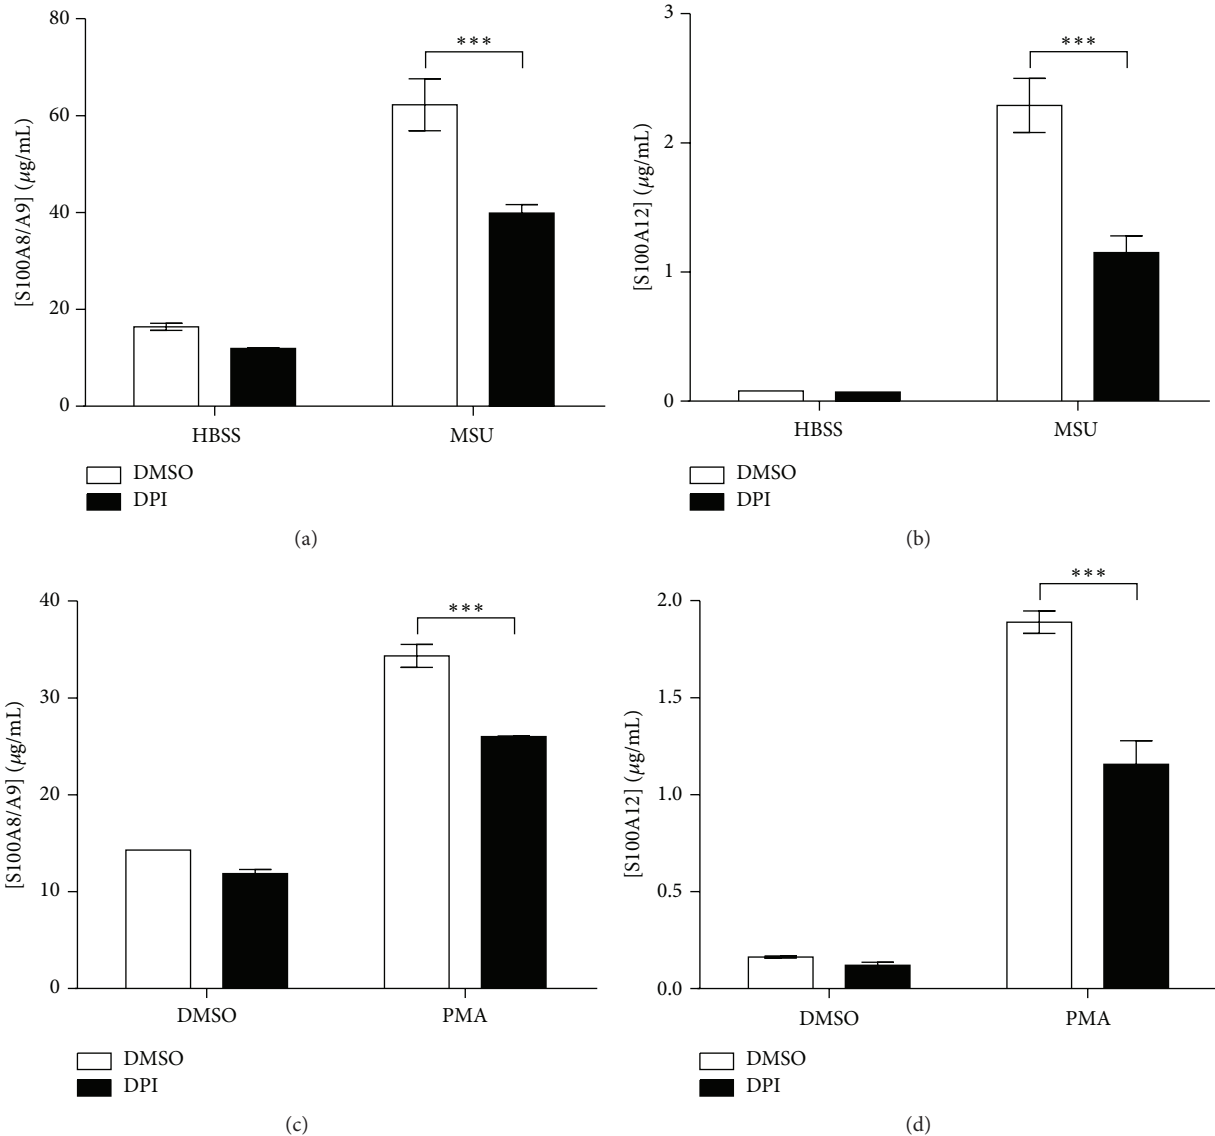 80
60
40
20
0
[S100A8/A9] (μg/mL)
***
HBSS
MSU
DMSO
DPI
(a)
3
2
1
0
[S100A12] (μg/mL)
***
HBSS
MSU
DMSO
DPI
(b)
40
30
20
10
0
[S100A8/A9] (μg/mL)
***
DMSO
PMA
DMSO
DPI
(c)
2.0
1.5
1.0
0.5
0.0
[S100A12] (μg/mL)
***
DMSO
PMA
DMSO
DPI
(d)